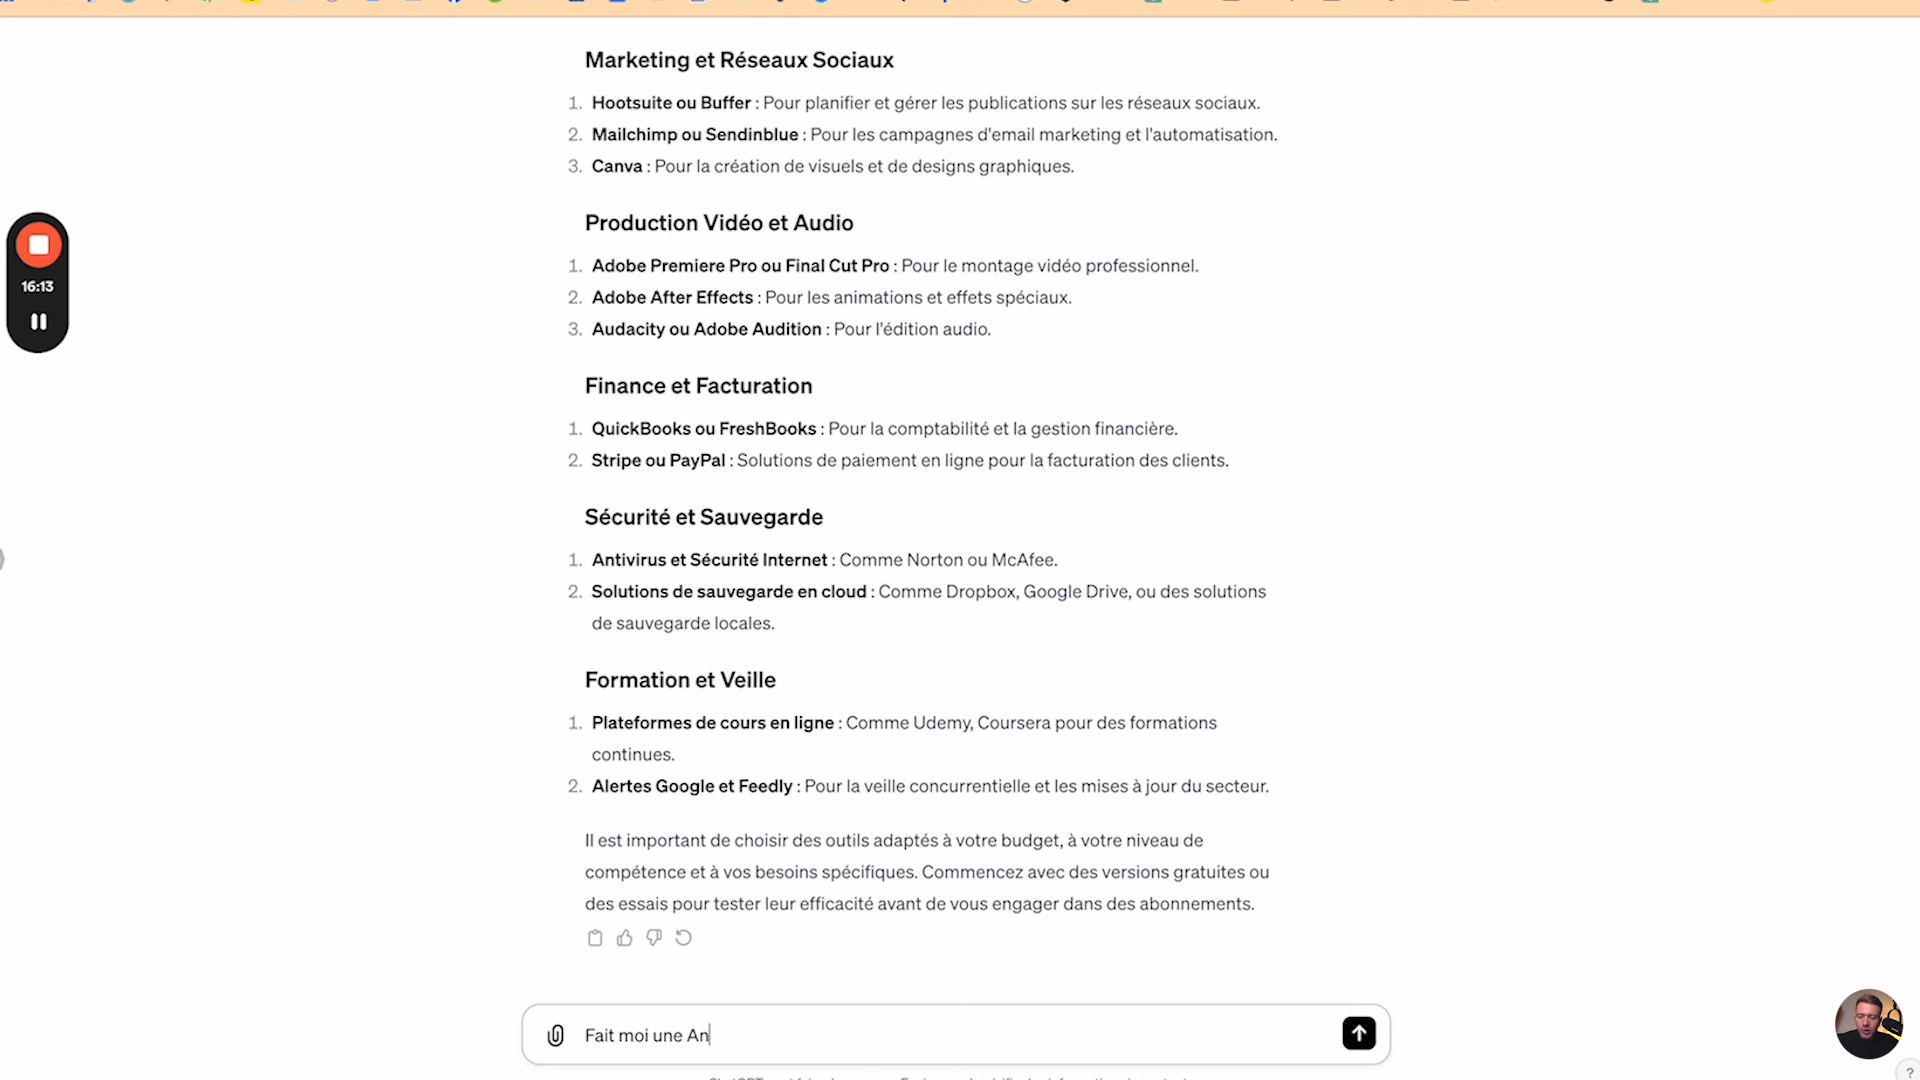 Marketing et Réseaux Sociaux
1. Hootsuite ou Buffer : Pour planifier et gérer les publications sur les réseaux sociaux.
2. Mailchimp ou Sendinblue : Pour les campagnes d'email marketing et l'automatisation.
3. Canva : Pour la création de visuels et de designs graphiques.
Production Vidéo et Audio
1. Adobe Premiere Pro ou Final Cut Pro : Pour le montage vidéo professionnel.
2. Adobe After Effects : Pour les animations et effets spéciaux.
3. Audacity ou Adobe Audition : Pour l'édition audio.
16:13
Finance et Facturation
1. QuickBooks ou FreshBooks : Pour la comptabilité et la gestion financière.
2. Stripe ou PayPal : Solutions de paiement en ligne pour la facturation des clients.
Sécurité et Sauvegarde
1. Antivirus et Sécurité Internet : Comme Norton ou McAfee.
2. Solutions de sauvegarde en cloud : Comme Dropbox, Google Drive, ou des solutions
de sauvegarde locales.
Formation et Veille
1. Plateformes de cours en ligne : Comme Udemy, Coursera pour des formations
continues.
2. Alertes Google et Feedly : Pour la veille concurrentielle et les mises à jour du secteur.
Il est important de choisir des outils adaptés à votre budget, à votre niveau de
compétence et à vos besoins spécifiques. Commencez avec des versions gratuites ou
des essais pour tester leur efficacité avant de vous engager dans des abonnements.
Fait moi une An
?